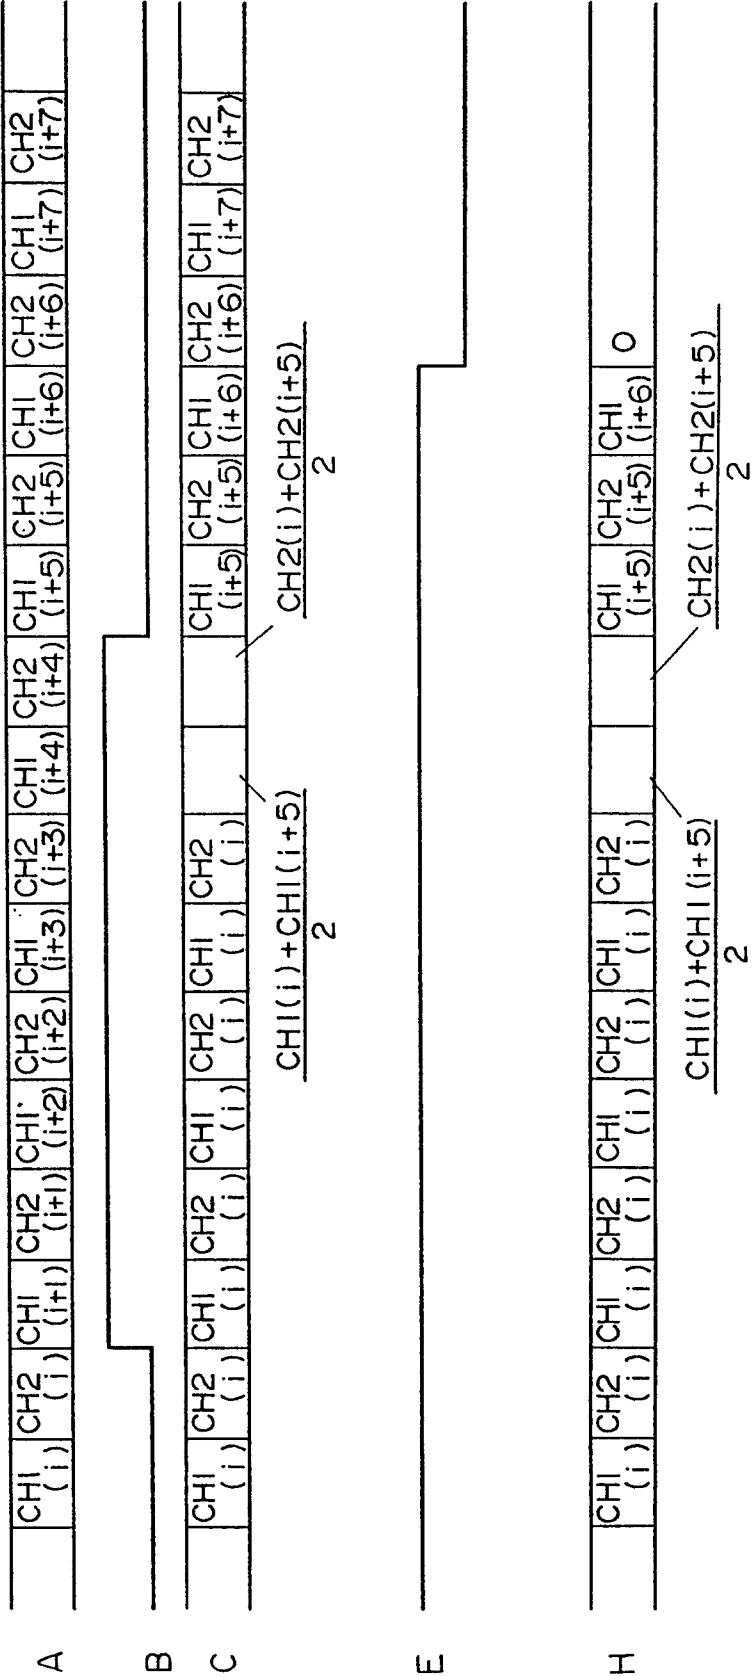 A
CH1 (i)
CH2 (i)
CH1 (i+1)
CH2 (i+1)
CH1 (i+2)
CH2 (i+2)
CH1 (i+3)
CH2 (i+3)
CH1 (i+4)
CH2 (i+4)
CH1 (i+5)
CH2 (i+5)
CH1 (i+6)
CH2 (i+6)
CH1 (i+7)
CH2 (i+7)
B
C
CH1 (i)
CH2 (i)
CH1 (i)
CH2 (i)
CH1 (i)
CH2 (i)
CH1 (i)
CH2 (i)
CH1 (i+5)
CH2 (i+5)
CH1 (i+6)
CH2 (i+6)
CH1 (i+7)
CH2 (i+7)
CH1(i)+CH1(i+5)
2
CH2(i)+CH2(i+5)
2
E
H
CH1 (i)
CH2 (i)
CH1 (i)
CH2 (i)
CH1 (i)
CH2 (i)
CH1 (i)
CH2 (i)
CH1 (i+5)
CH2 (i+5)
CH1 (i+6)
0
CH1(i)+CH1(i+5)
2
CH2(i)+CH2(i+5)
2